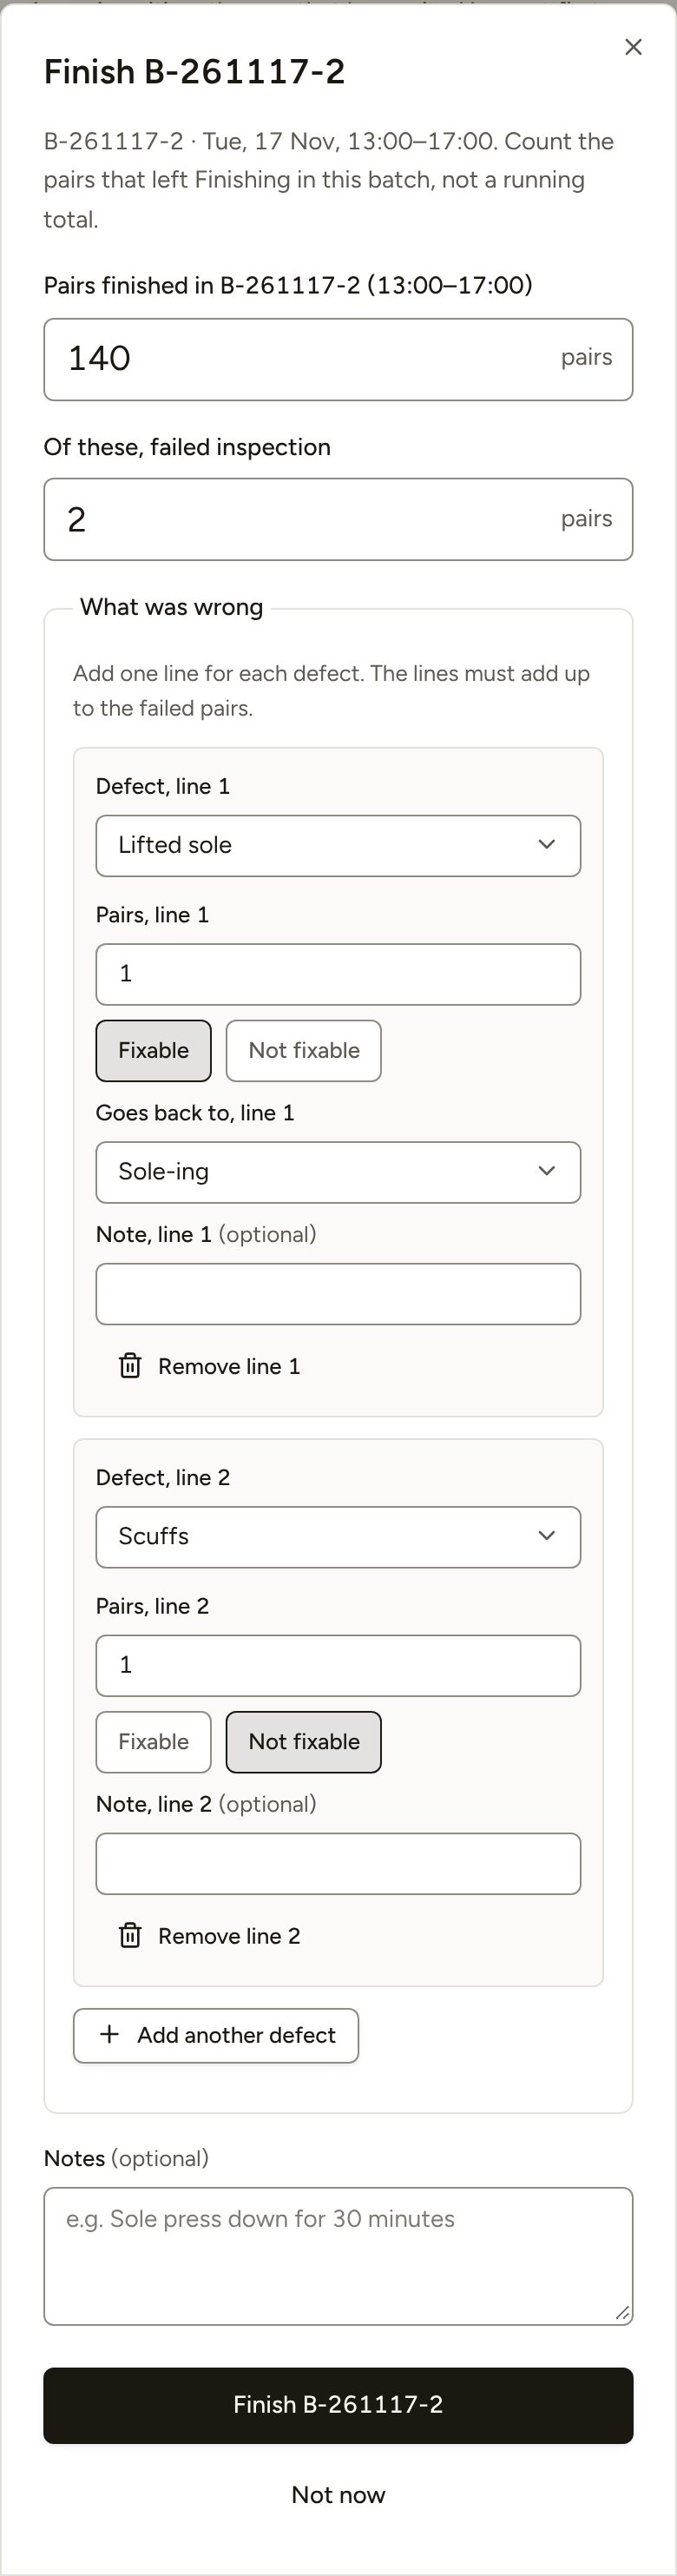 Finish B-261117-2
B-261117-2 · Tue, 17 Nov, 13:00–17:00. Count the
pairs that left Finishing in this batch, not a running
total.
Pairs finished in B-261117-2 (13:00–17:00)
140 pairs
Of these, failed inspection
2 pairs
What was wrong
Add one line for each defect. The lines must add up
to the failed pairs.
Defect, line 1
Lifted sole
Pairs, line 1
1
Fixable Not fixable
Goes back to, line 1
Sole-ing
Note, line 1 (optional)
Remove line 1
Defect, line 2
Scuffs
Pairs, line 2
1
Fixable Not fixable
Note, line 2 (optional)
Remove line 2
Add another defect
Notes (optional)
e.g. Sole press down for 30 minutes
Finish B-261117-2
Not now